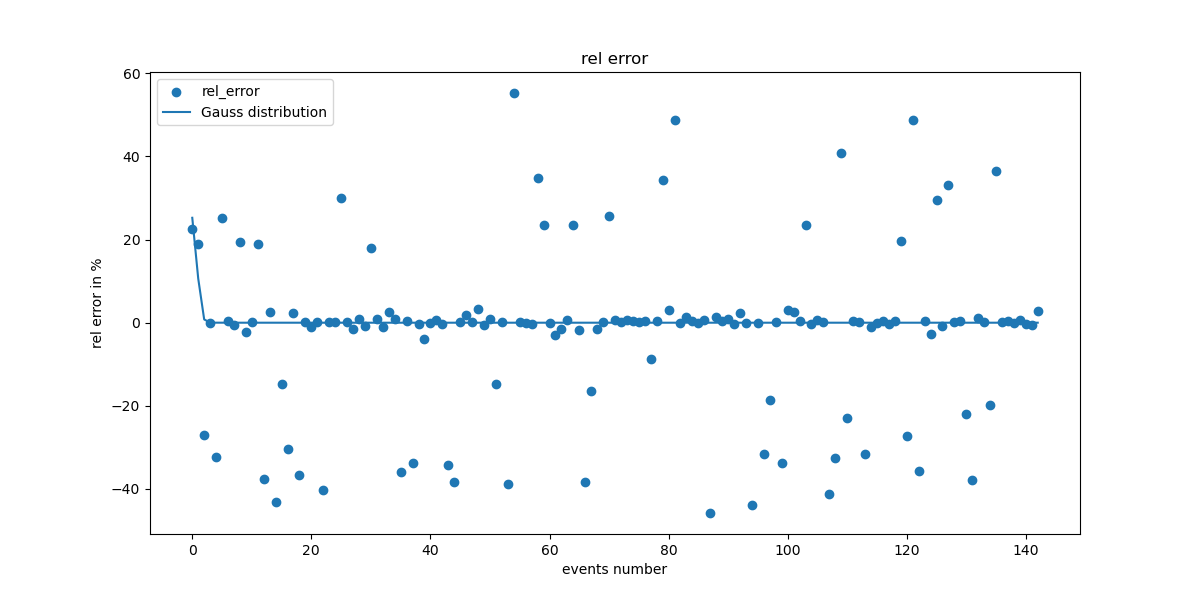 rel error
rel_error
Gauss distribution
rel error in %
60
40
20
0
−20
−40
0 20 40 60 80 100 120 140
events number